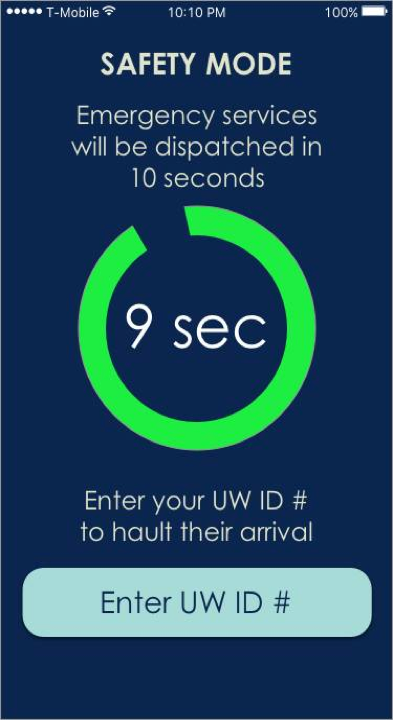 T-Mobile 10:10 PM 100%
SAFETY MODE
Emergency services
will be dispatched in
10 seconds
9 sec
Enter your UW ID #
to hault their arrival
Enter UW ID #